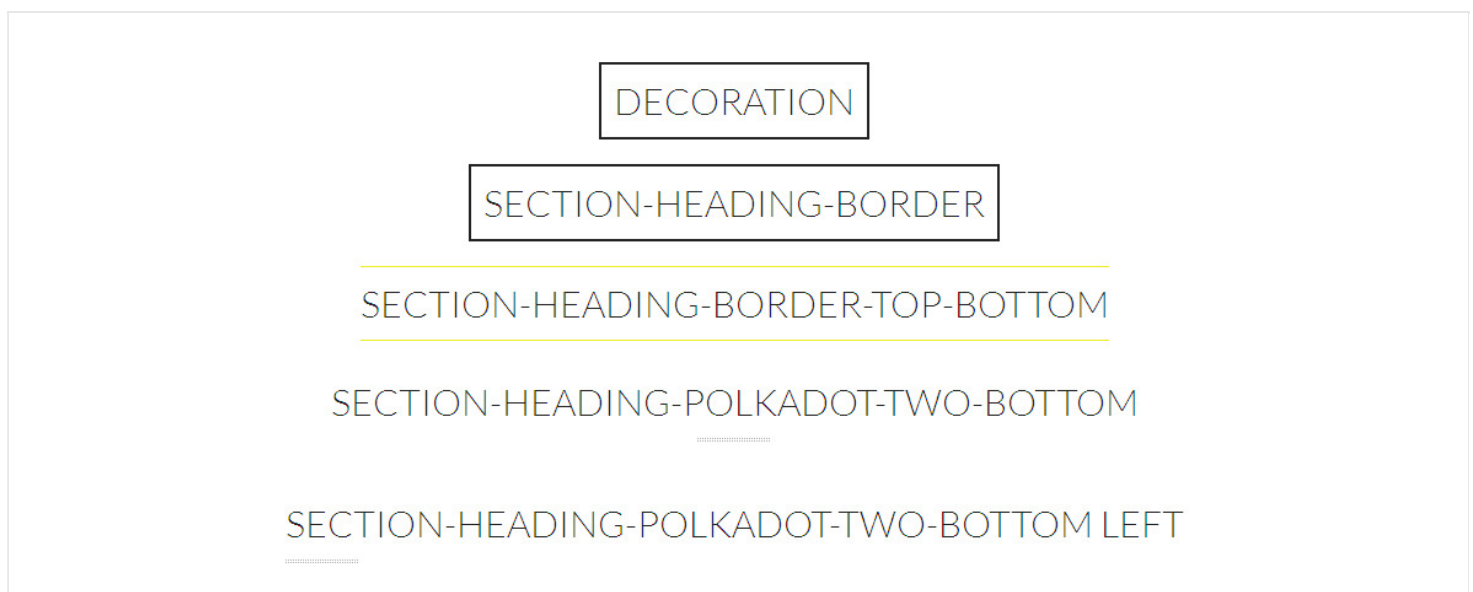 DECORATION
SECTION-HEADING-BORDER
SECTION-HEADING-BORDER-TOP-BOTTOM
SECTION-HEADING-POLKADOT-TWO-BOTTOM
SECTION-HEADING-POLKADOT-TWO-BOTTOM LEFT